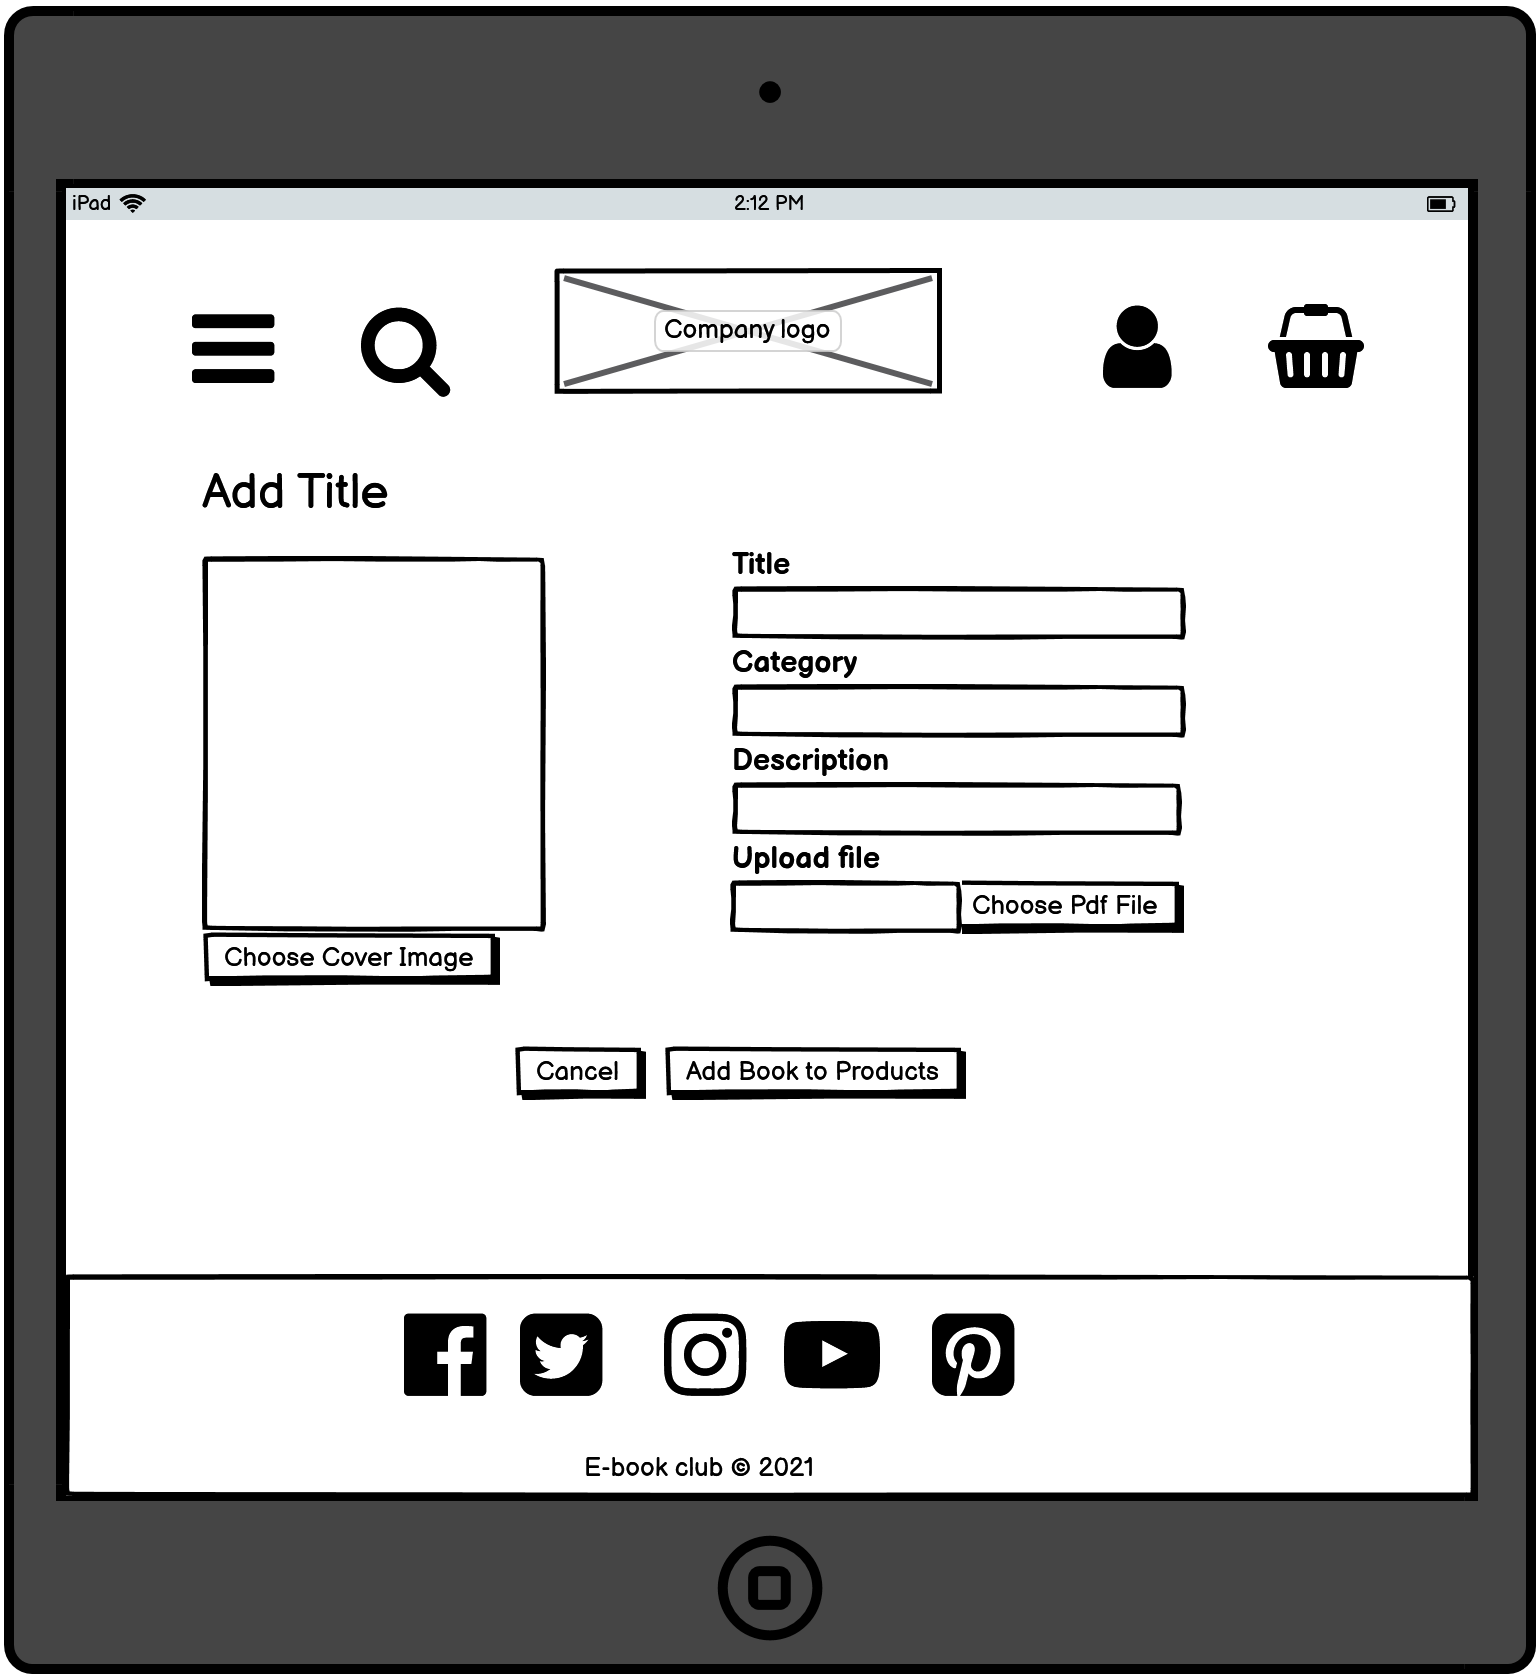 iPad
2:12 PM
Company logo
Add Title
Title
Category
Description
Upload file
Choose Pdf File
Choose Cover Image
Cancel
Add Book to Products
E-book club © 2021